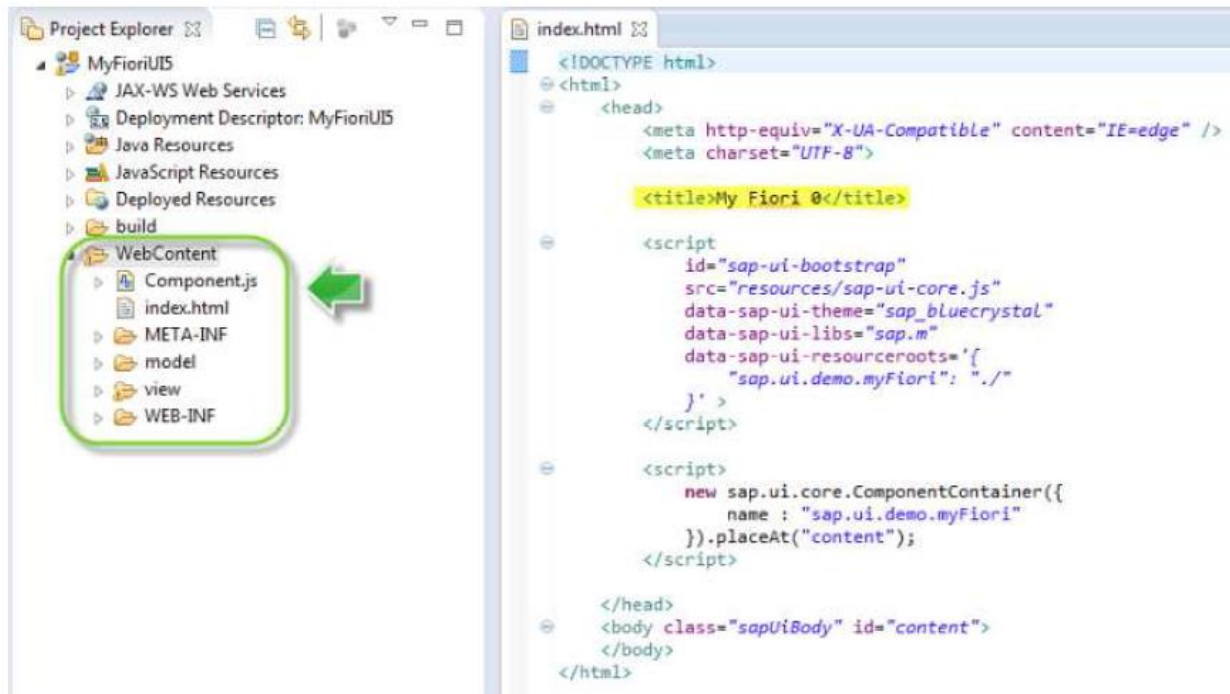 Project Explorer
MyFioriUI5
JAX-WS Web Services
Deployment Descriptor: MyFioriUI5
Java Resources
JavaScript Resources
Deployed Resources
build
WebContent
Component.js
index.html
META-INF
model
view
WEB-INF
index.html
<!DOCTYPE html>
<html>
<head>
<meta http-equiv="X-UA-Compatible" content="IE=edge" />
<meta charset="UTF-8">
<title>My Fiori 0</title>
<script
id="sap-ui-bootstrap"
src="resources/sap-ui-core.js"
data-sap-ui-theme="sap_bluecrystal"
data-sap-ui-libs="sap.m"
data-sap-ui-resourceroots='{
"sap.ui.demo.myFiori": "./"
}' >
</script>
<script>
new sap.ui.core.ComponentContainer({
name : "sap.ui.demo.myFiori"
}).placeAt("content");
</script>
</head>
<body class="sapUiBody" id="content">
</body>
</html>